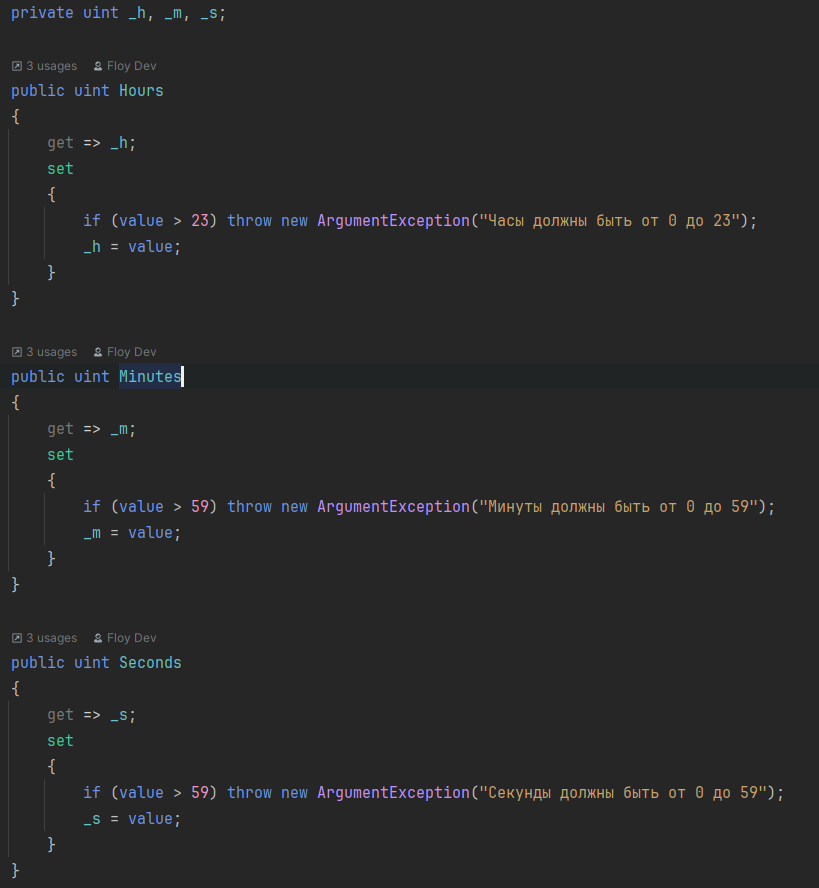 private uint _h, _m, _s;
3 usages Floy Dev
public uint Hours
{
get => _h;
set
{
if (value > 23) throw new ArgumentException("Часы должны быть от 0 до 23");
_h = value;
}
}
3 usages Floy Dev
public uint Minutes
{
get => _m;
set
{
if (value > 59) throw new ArgumentException("Минуты должны быть от 0 до 59");
_m = value;
}
}
3 usages Floy Dev
public uint Seconds
{
get => _s;
set
{
if (value > 59) throw new ArgumentException("Секунды должны быть от 0 до 59");
_s = value;
}
}